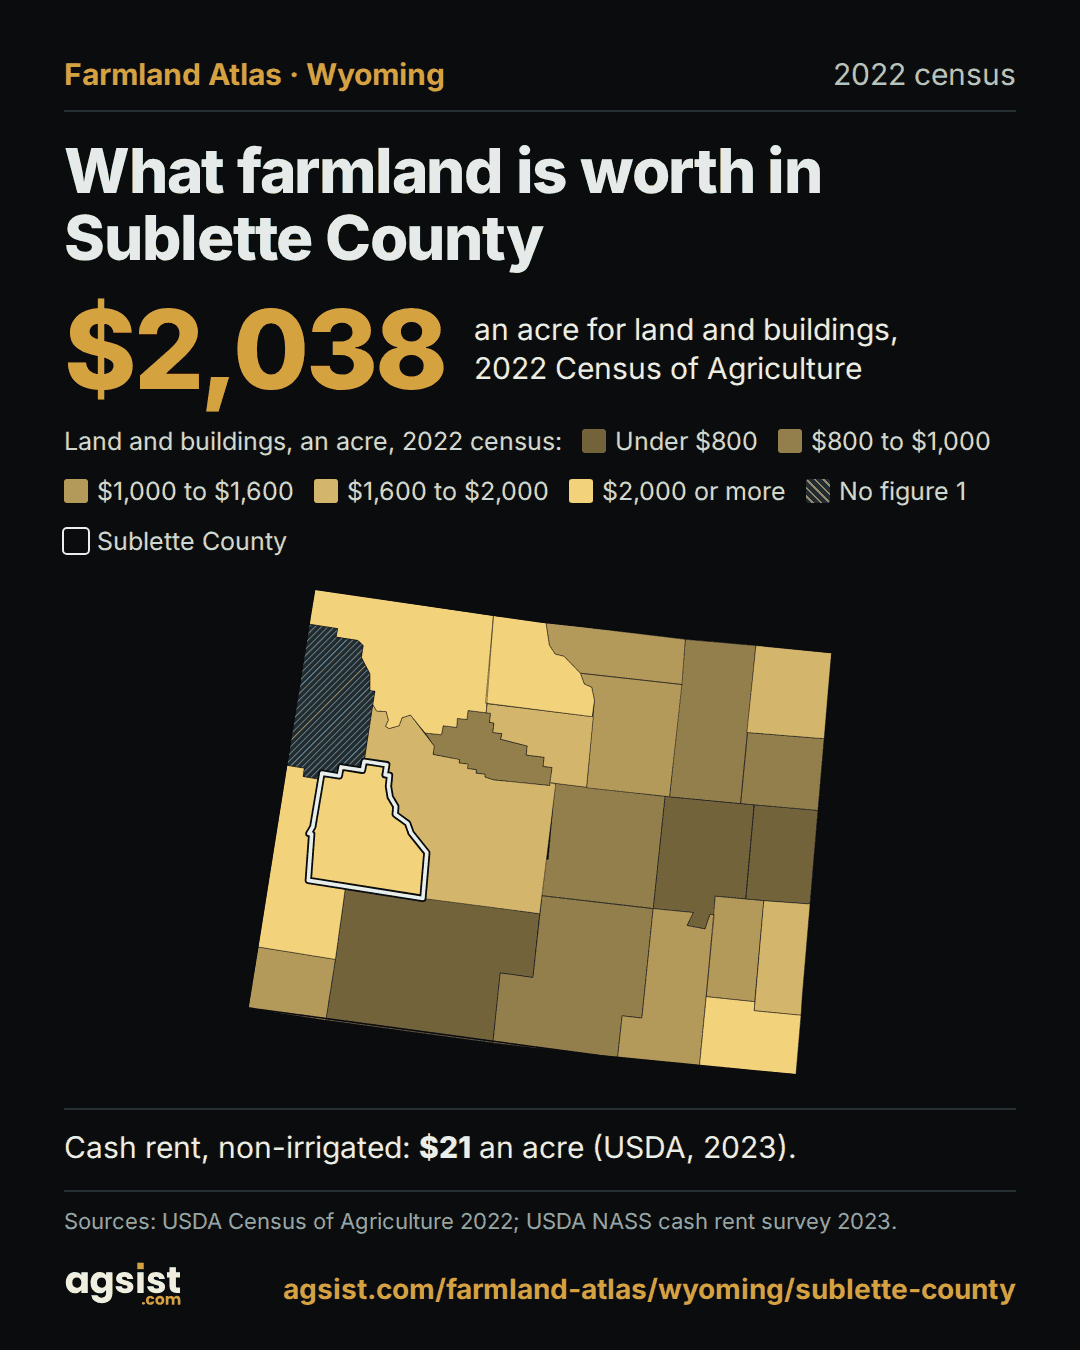 Farmland Atlas · Wyoming
2022 census
What farmland is worth in
Sublette County
$2,038
an acre for land and buildings,
2022 Census of Agriculture
Land and buildings, an acre, 2022 census: Under $800 $800 to $1,000
$1,000 to $1,600 $1,600 to $2,000 $2,000 or more No figure 1
Sublette County
Cash rent, non-irrigated: $21 an acre (USDA, 2023).
Sources: USDA Census of Agriculture 2022; USDA NASS cash rent survey 2023.
agsist
.com
agsist.com/farmland-atlas/wyoming/sublette-county